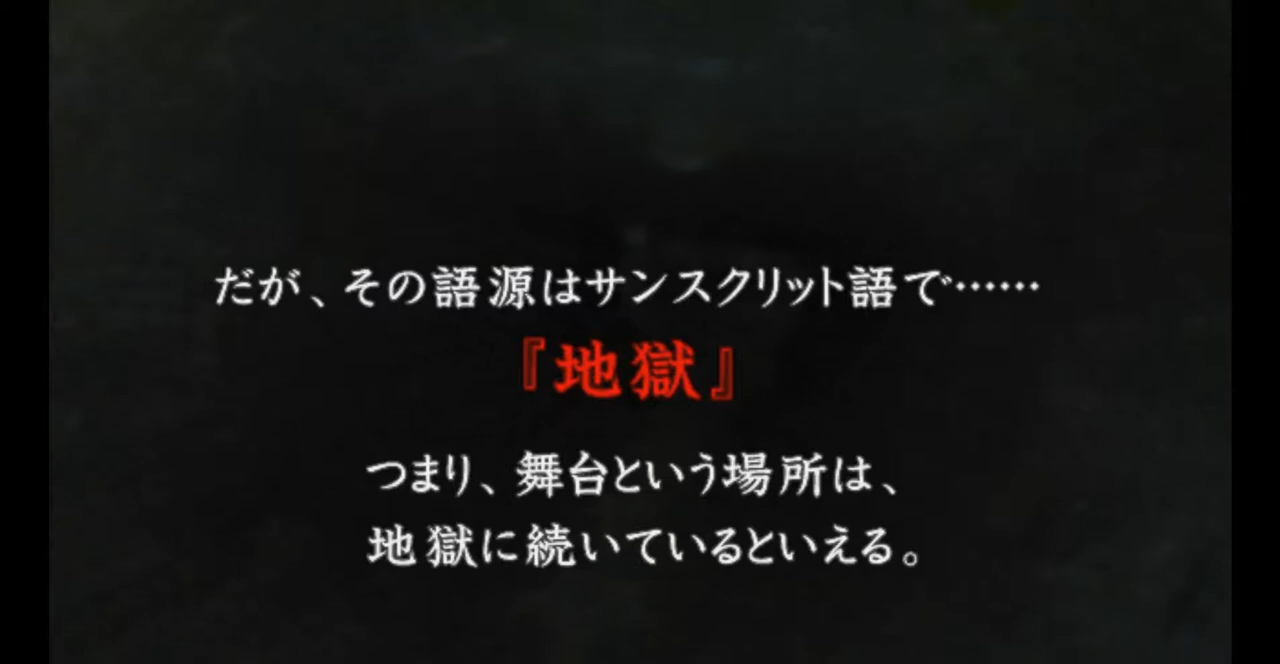 だが、その語源はサンスクリット語で……
『地獄』
つまり、舞台という場所は、
地獄に続いているといえる。